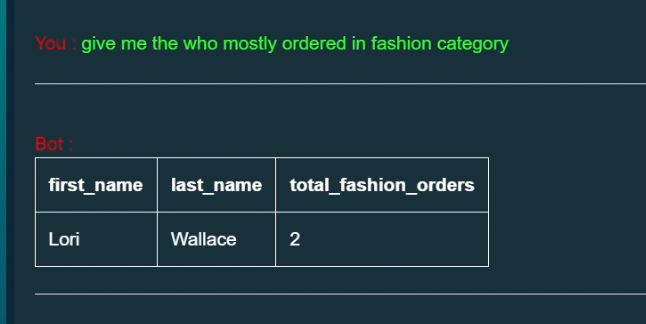 You : give me the who mostly ordered in fashion category
Bot :
first_name last_name total_fashion_orders
Lori Wallace 2